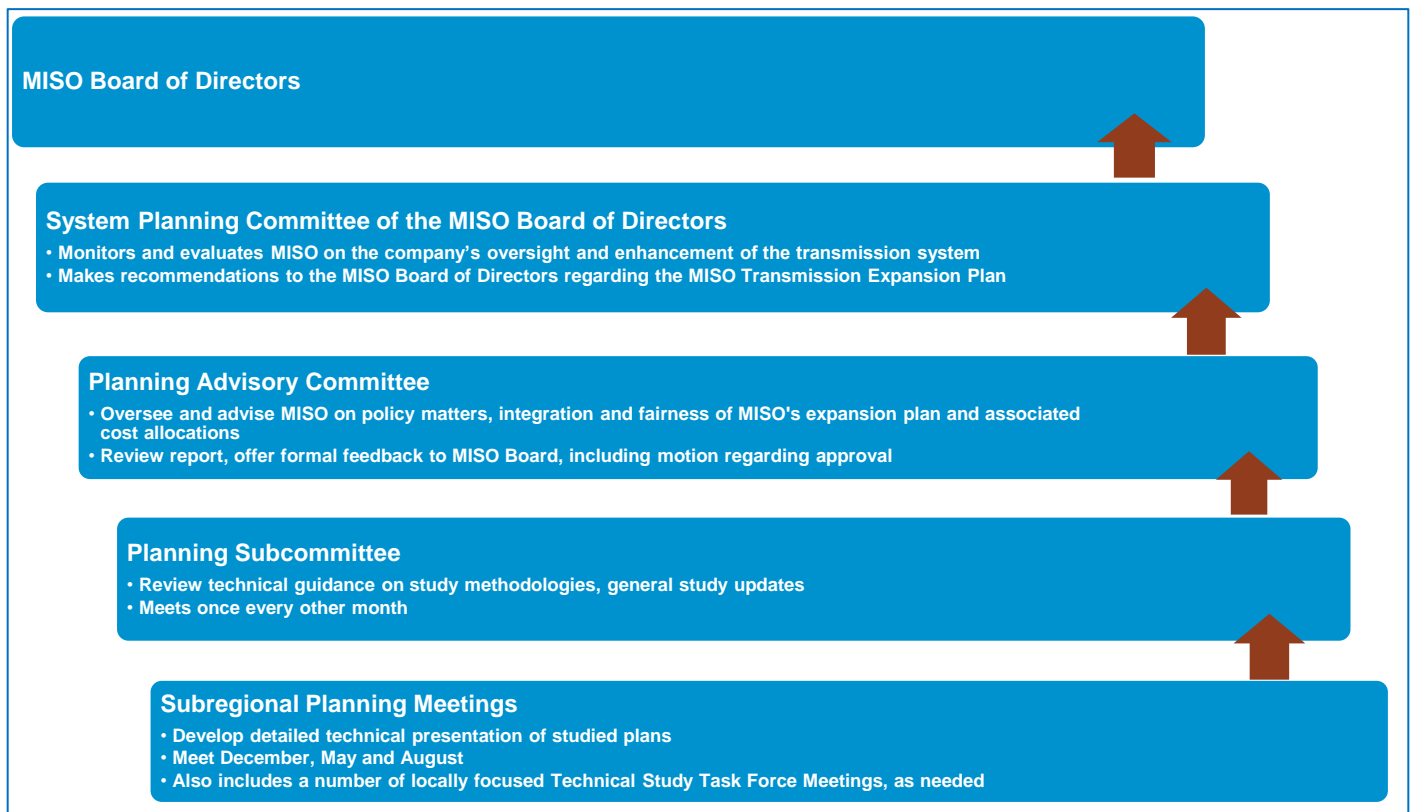 MISO Board of Directors
System Planning Committee of the MISO Board of Directors
• Monitors and evaluates MISO on the company’s oversight and enhancement of the transmission system
• Makes recommendations to the MISO Board of Directors regarding the MISO Transmission Expansion Plan
Planning Advisory Committee
• Oversee and advise MISO on policy matters, integration and fairness of MISO's expansion plan and associated
cost allocations
• Review report, offer formal feedback to MISO Board, including motion regarding approval
Planning Subcommittee
• Review technical guidance on study methodologies, general study updates
• Meets once every other month
Subregional Planning Meetings
• Develop detailed technical presentation of studied plans
• Meet December, May and August
• Also includes a number of locally focused Technical Study Task Force Meetings, as needed